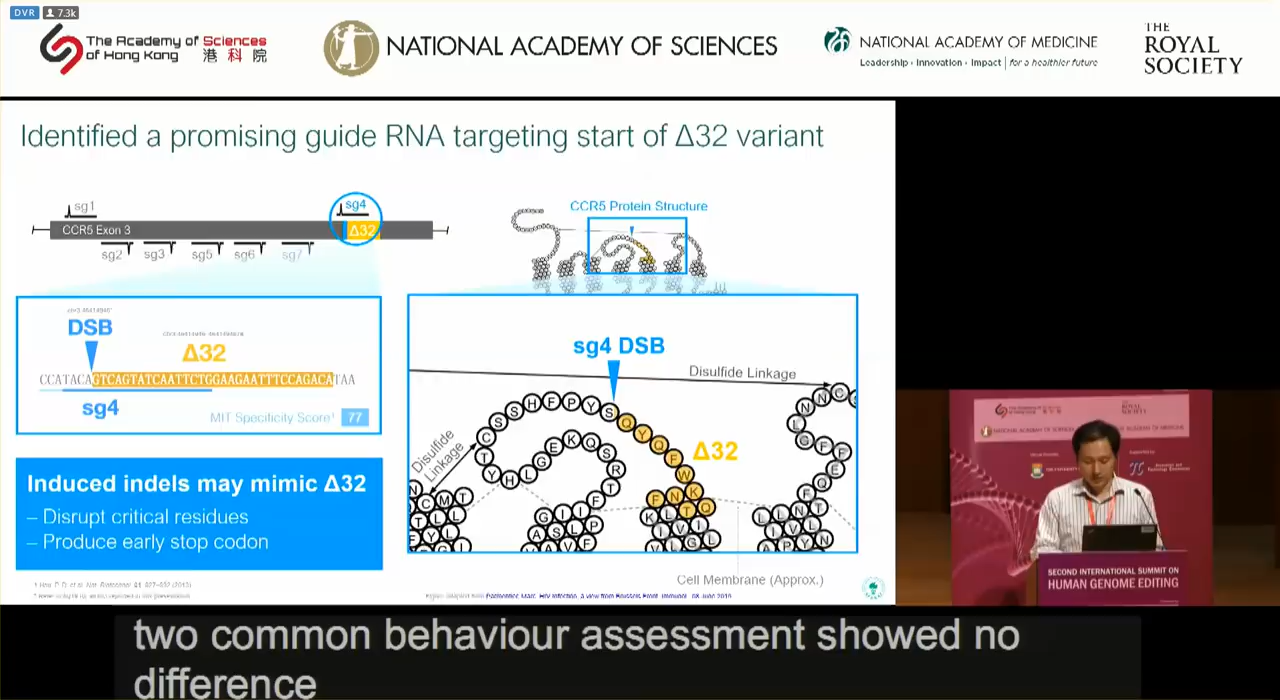 DVR 7.3k
The Academy of Sciences
of Hong Kong 港科院
NATIONAL ACADEMY OF SCIENCES
NATIONAL ACADEMY OF MEDICINE
Leadership · Innovation · Impact | for a healthier future
THE
ROYAL
SOCIETY
Identified a promising guide RNA targeting start of Δ32 variant
sg1
sg4
CCR5 Exon 3
Δ32
sg2 sg3 sg5 sg6 sg7
CCR5 Protein Structure
DSB
Δ32
CCATACAGTCAGTATCAATTCTGGAAGAATTTCCAGACATAA
sg4
MIT Specificity Score¹ 77
Induced indels may mimic Δ32
– Disrupt critical residues
– Produce early stop codon
sg4 DSB
Disulfide Linkage
Disulfide
Linkage
Δ32
Cell Membrane (Approx.)
SECOND INTERNATIONAL SUMMIT ON
HUMAN GENOME EDITING
two common behaviour assessment showed no
difference